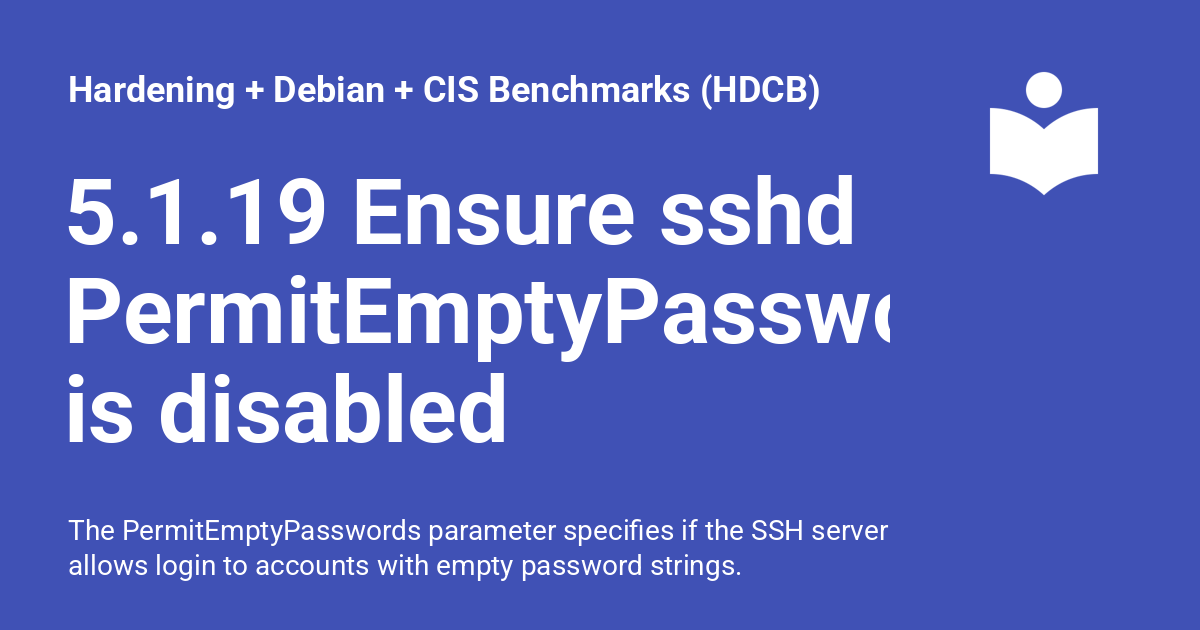 Hardening + Debian + CIS Benchmarks (HDCB)
5.1.19 Ensure sshd
PermitEmptyPassw
is disabled
The PermitEmptyPasswords parameter specifies if the SSH server
allows login to accounts with empty password strings.